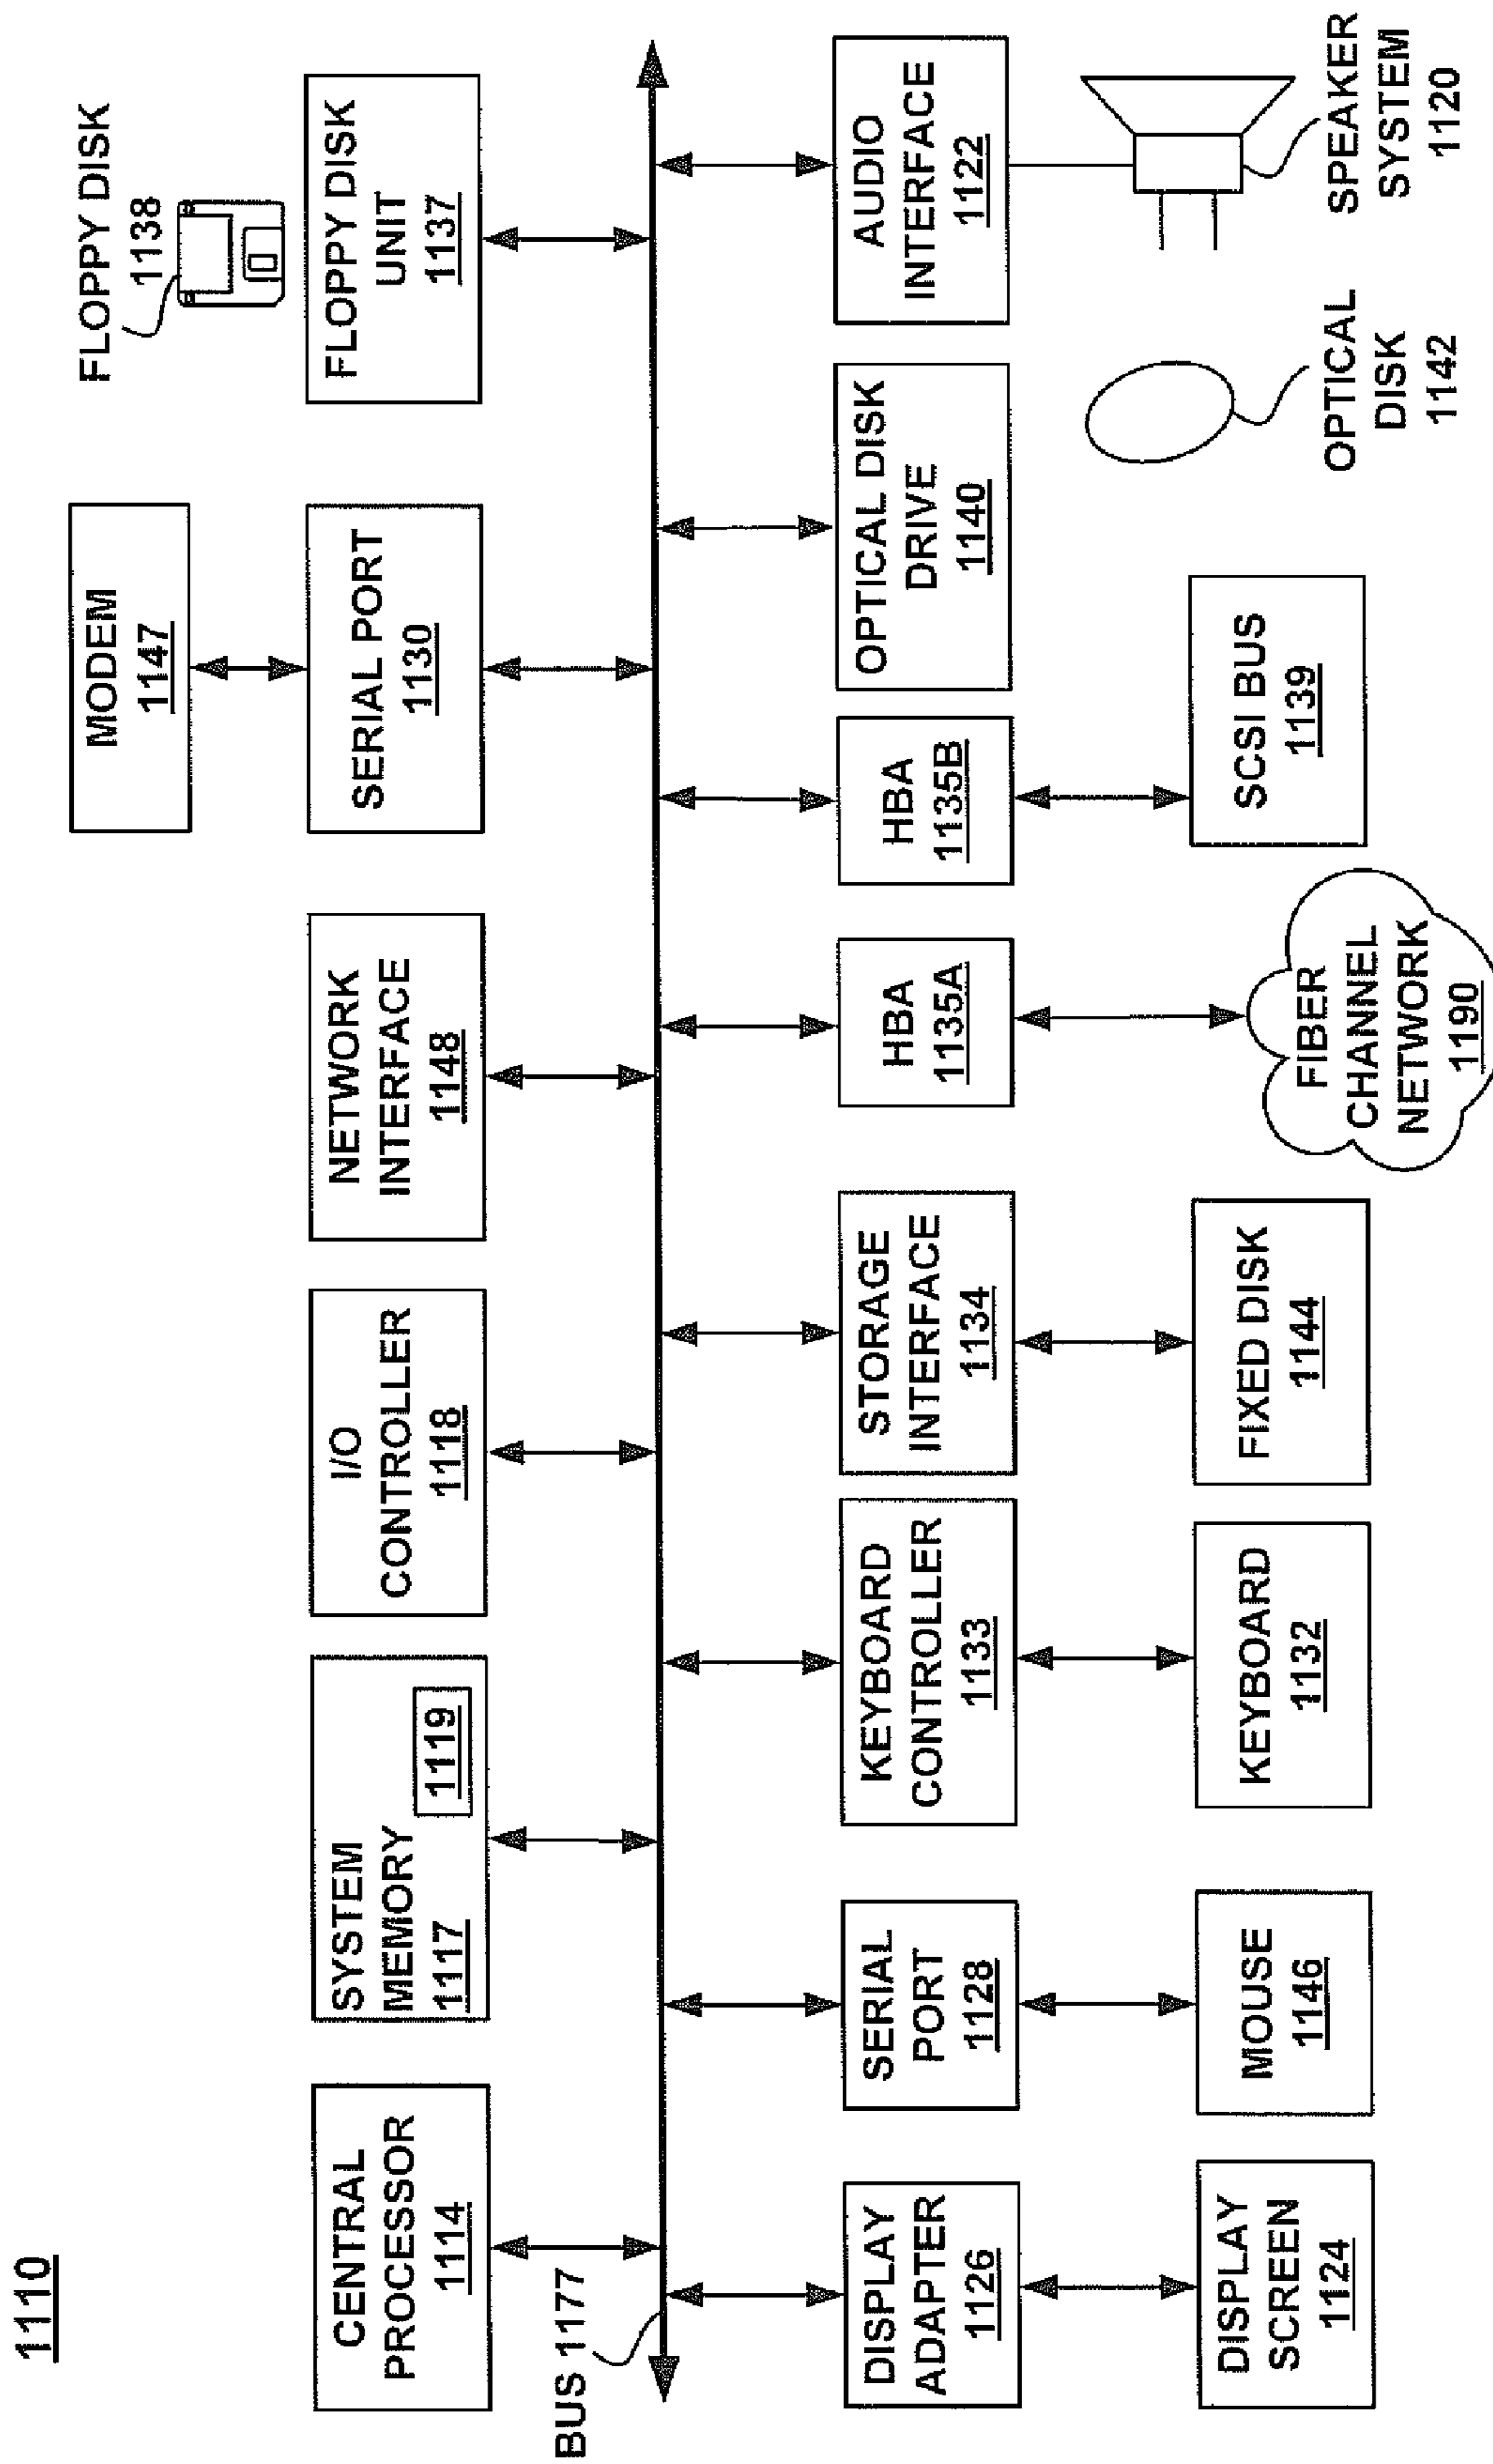 1110
FLOPPY DISK
1138
MODEM
1147
CENTRAL
PROCESSOR
1114
SYSTEM
MEMORY
1117
1119
I/O
CONTROLLER
1118
NETWORK
INTERFACE
1148
SERIAL PORT
1130
FLOPPY DISK
UNIT
1137
BUS 1177
DISPLAY
ADAPTER
1126
SERIAL
PORT
1128
KEYBOARD
CONTROLLER
1133
STORAGE
INTERFACE
1134
HBA
1135A
HBA
1135B
OPTICAL DISK
DRIVE
1140
AUDIO
INTERFACE
1122
DISPLAY
SCREEN
1124
MOUSE
1146
KEYBOARD
1132
FIXED DISK
1144
FIBER
CHANNEL
NETWORK
1190
SCSI BUS
1139
OPTICAL
DISK
1142
SPEAKER
SYSTEM
1120